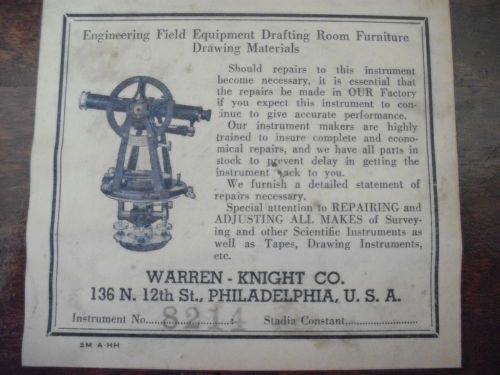 Engineering Field Equipment Drafting Room Furniture
Drawing Materials
Should repairs to this instrument
become necessary, it is essential that
the repairs be made in OUR Factory
if you expect this instrument to con-
tinue to give accurate performance.
Our instrument makers are highly
trained to insure complete and econo-
mical repairs, and we have all parts in
stock to prevent delay in getting the
instrument back to you.
We furnish a detailed statement of
repairs necessary.
Special attention to REPAIRING and
ADJUSTING ALL MAKES of Survey-
ing and other Scientific Instruments as
well as Tapes, Drawing Instruments,
etc.
WARREN - KNIGHT CO.
136 N. 12th St., PHILADELPHIA, U. S. A.
Instrument No. 8214 Stadia Constant
3M A-HH